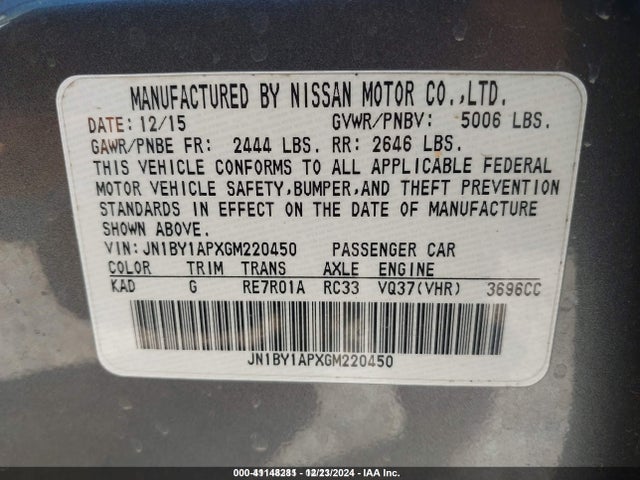 MANUFACTURED BY NISSAN MOTOR CO.,LTD.
DATE: 12/15 GVWR/PNBV: 5006 LBS.
GAWR/PNBE FR: 2444 LBS. RR: 2646 LBS.
THIS VEHICLE CONFORMS TO ALL APPLICABLE FEDERAL
MOTOR VEHICLE SAFETY,BUMPER,AND THEFT PREVENTION
STANDARDS IN EFFECT ON THE DATE OF MANUFACTURE
SHOWN ABOVE.
VIN: JN1BY1APXGM220450 PASSENGER CAR
COLOR TRIM TRANS AXLE ENGINE
KAD G RE7R01A RC33 VQ37(VHR) 3696CC
JN1BY1APXGM220450
000-41148281 - 12/23/2024 - IAA Inc.